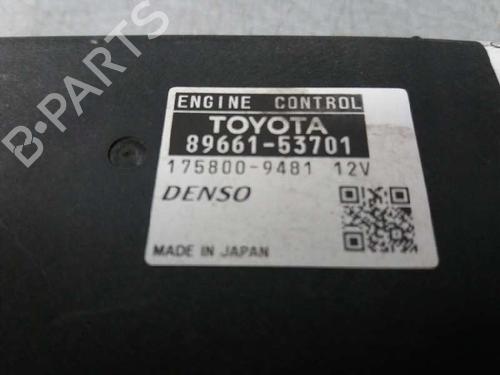 ENGINE CONTROL
TOYOTA
89661-53701
175800-9481 12V
DENSO
MADE IN JAPAN
B-PARTS